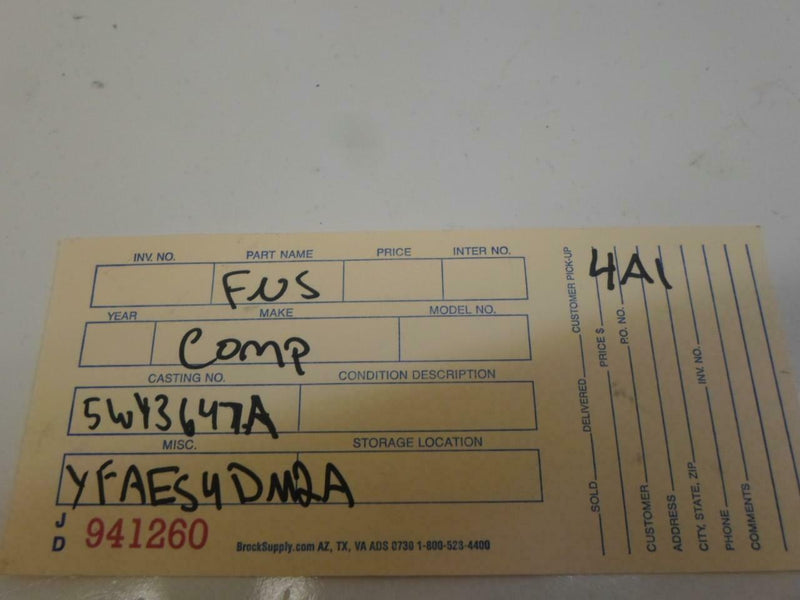 INV. NO. PART NAME PRICE INTER NO.
FUS
YEAR MAKE MODEL NO.
Comp
CASTING NO. CONDITION DESCRIPTION
5WY3647A
MISC. STORAGE LOCATION
YFAES4DM2A
J D 941260
BrockSupply.com AZ, TX, VA ADS 0730 1-800-523-4400
4A1
SOLD DELIVERED CUSTOMER PICK-UP
PRICE $
P.O. NO.
CUSTOMER
ADDRESS
CITY, STATE, ZIP INV. NO.
PHONE
COMMENTS